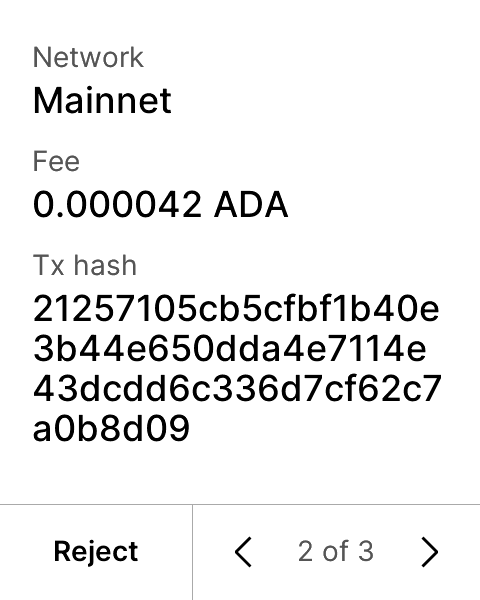 Network
Mainnet
Fee
0.000042 ADA
Tx hash
21257105cb5cfbf1b40e
3b44e650dda4e7114e
43dcdd6c336d7cf62c7
a0b8d09
Reject
2 of 3